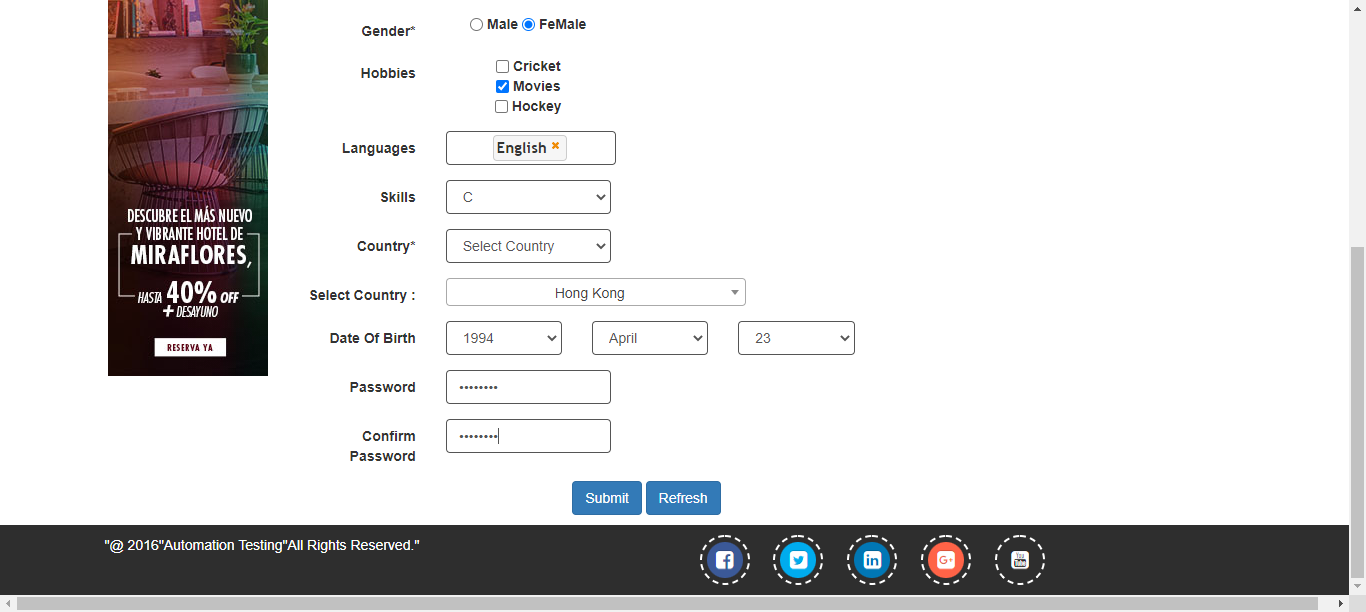 DESCUBRE EL MÁS NUEVO
Y VIBRANTE HOTEL DE
MIRAFLORES,
HASTA 40% OFF
+ DESAYUNO
RESERVA YA
Gender*
Male FeMale
Hobbies
Cricket
Movies
Hockey
Languages
English ×
Skills
C
Country*
Select Country
Select Country :
Hong Kong
Date Of Birth
1994 April 23
Password
••••••••
Confirm
Password
••••••••
Submit Refresh
"@ 2016"Automation Testing"All Rights Reserved."
f in G+ You Tube